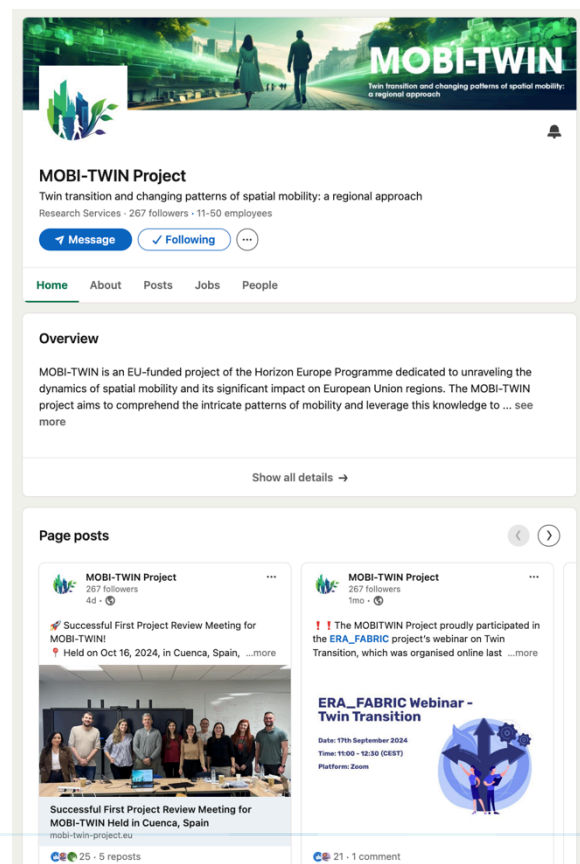 MOBI-TWIN
Twin transition and changing patterns of spatial mobility:
a regional approach
MOBI-TWIN Project
Twin transition and changing patterns of spatial mobility: a regional approach
Research Services · 267 followers · 11-50 employees
Message
Following
Home About Posts Jobs People
Overview
MOBI-TWIN is an EU-funded project of the Horizon Europe Programme dedicated to unraveling the
dynamics of spatial mobility and its significant impact on European Union regions. The MOBI-TWIN
project aims to comprehend the intricate patterns of mobility and leverage this knowledge to ... see
more
Show all details →
Page posts
MOBI-TWIN Project
267 followers
4d ·
🚀 Successful First Project Review Meeting for
MOBI-TWIN!
📍 Held on Oct 16, 2024, in Cuenca, Spain, ...more
Successful First Project Review Meeting for
MOBI-TWIN Held in Cuenca, Spain
mobi-twin-project.eu
25 · 5 reposts
MOBI-TWIN Project
267 followers
1mo ·
❗❗The MOBITWIN Project proudly participated in
the ERA_FABRIC project's webinar on Twin
Transition, which was organised online last ...more
ERA_FABRIC Webinar -
Twin Transition
Date: 17th September 2024
Time: 11:00 - 12:30 (CEST)
Platform: Zoom
21 · 1 comment